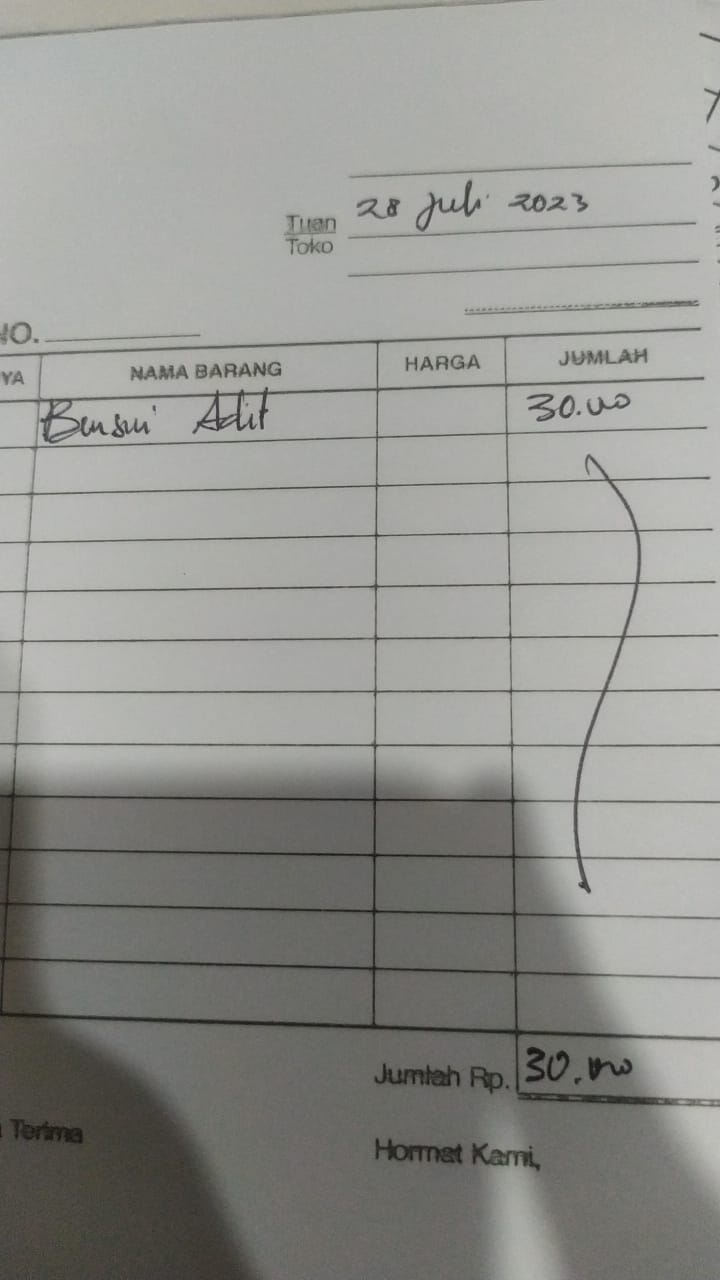 28 Juli 2023
Tuan
Toko
NO.
YA NAMA BARANG HARGA JUMLAH
Bensin Adit 30.000
Jumlah Rp. 30.000
Terima
Hormat Kami,